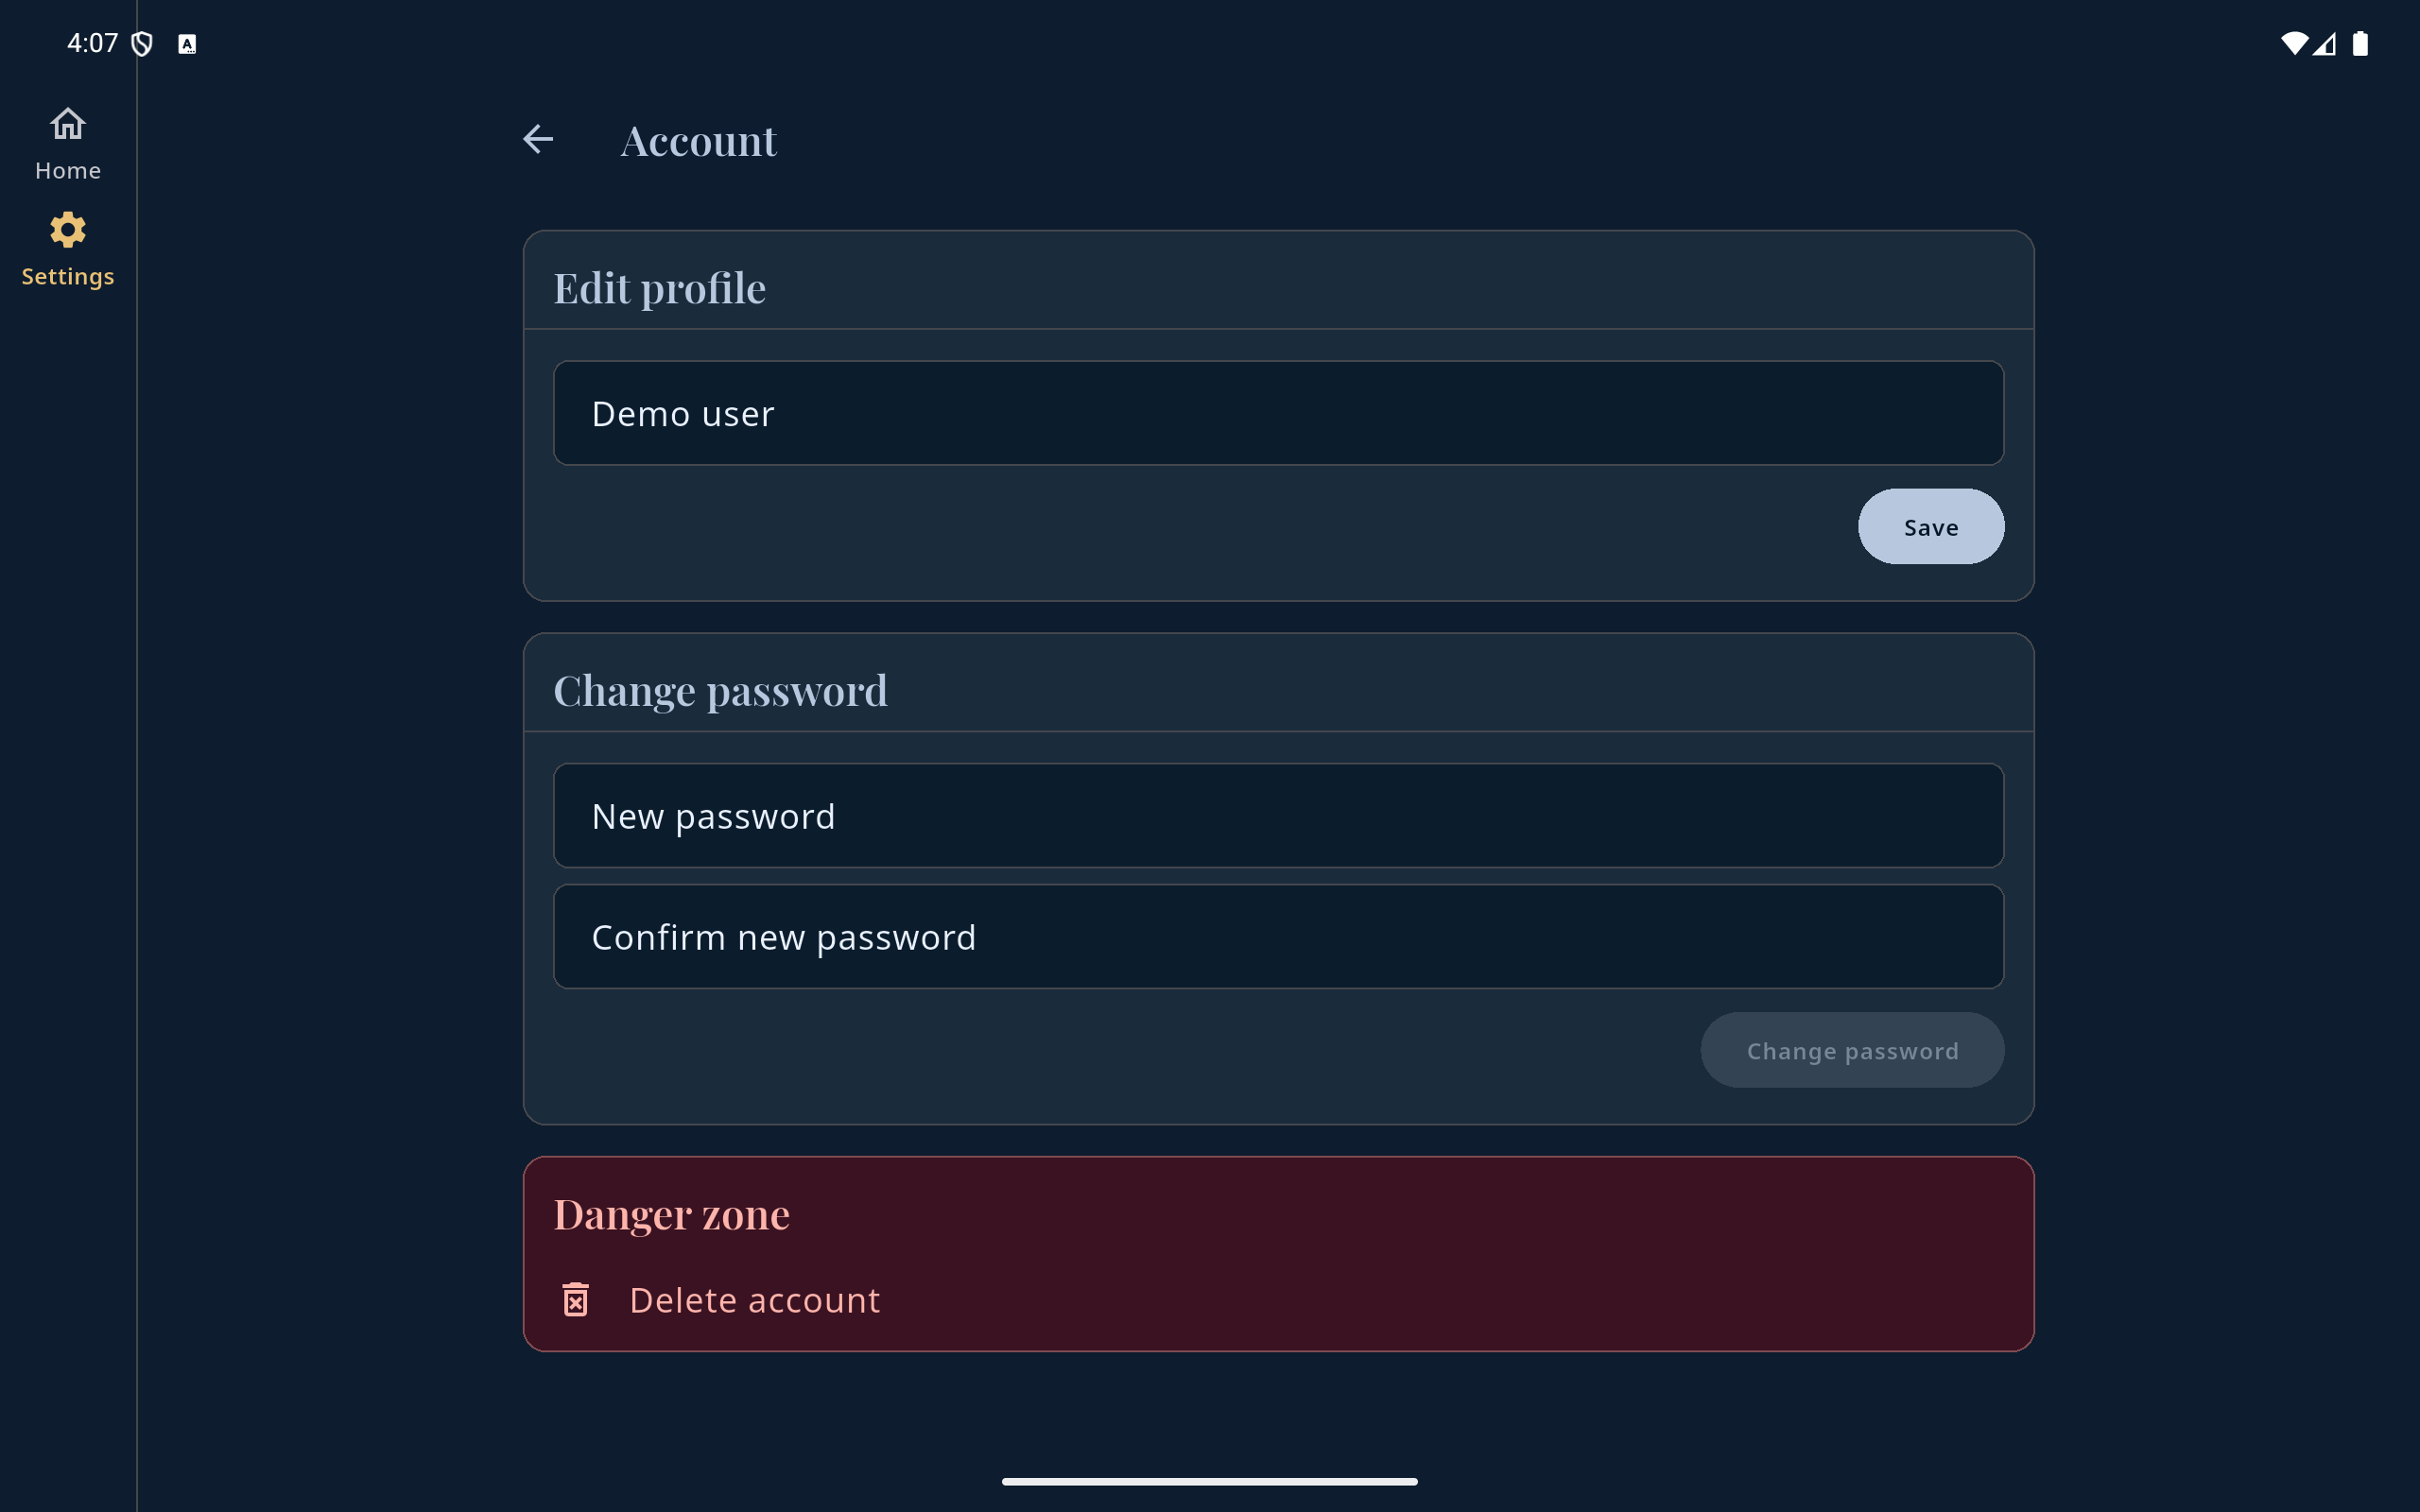 4:07
Home
Settings
Account
Edit profile
Demo user
Save
Change password
New password
Confirm new password
Change password
Danger zone
Delete account